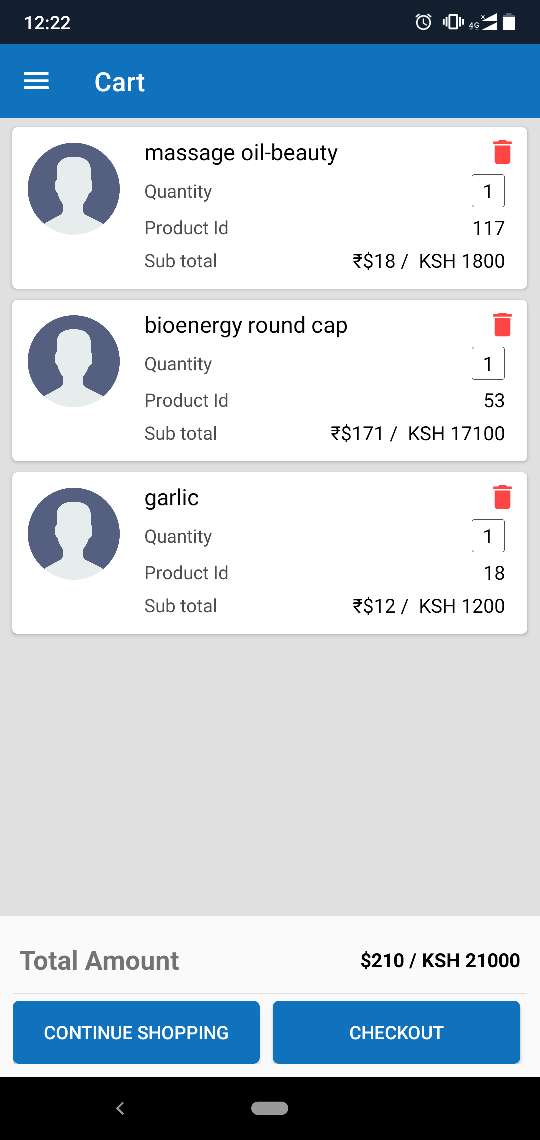 12:22
4G
Cart
massage oil-beauty
Quantity 1
Product Id 117
Sub total ₹$18 / KSH 1800
bioenergy round cap
Quantity 1
Product Id 53
Sub total ₹$171 / KSH 17100
garlic
Quantity 1
Product Id 18
Sub total ₹$12 / KSH 1200
Total Amount $210 / KSH 21000
CONTINUE SHOPPING CHECKOUT